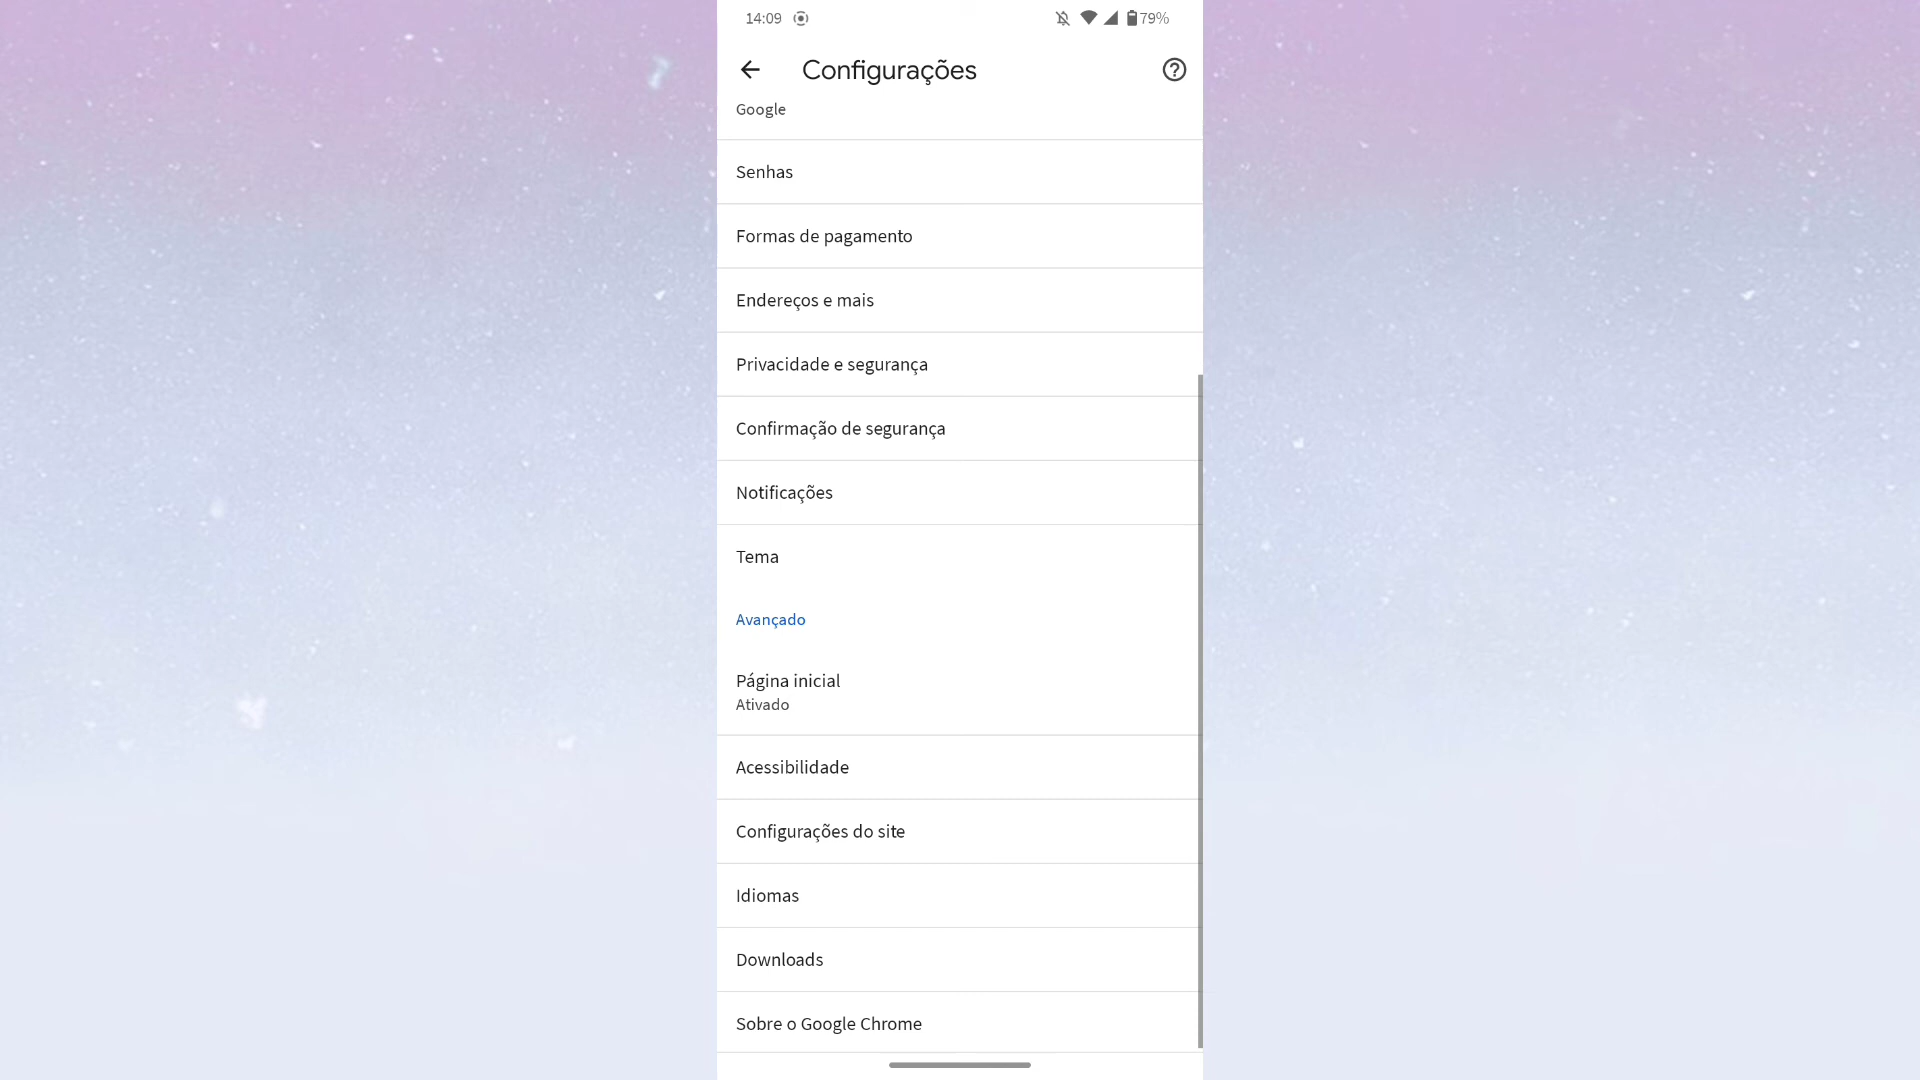 14:09 79%
Configurações
Google
Senhas
Formas de pagamento
Endereços e mais
Privacidade e segurança
Confirmação de segurança
Notificações
Tema
Avançado
Página inicial
Ativado
Acessibilidade
Configurações do site
Idiomas
Downloads
Sobre o Google Chrome